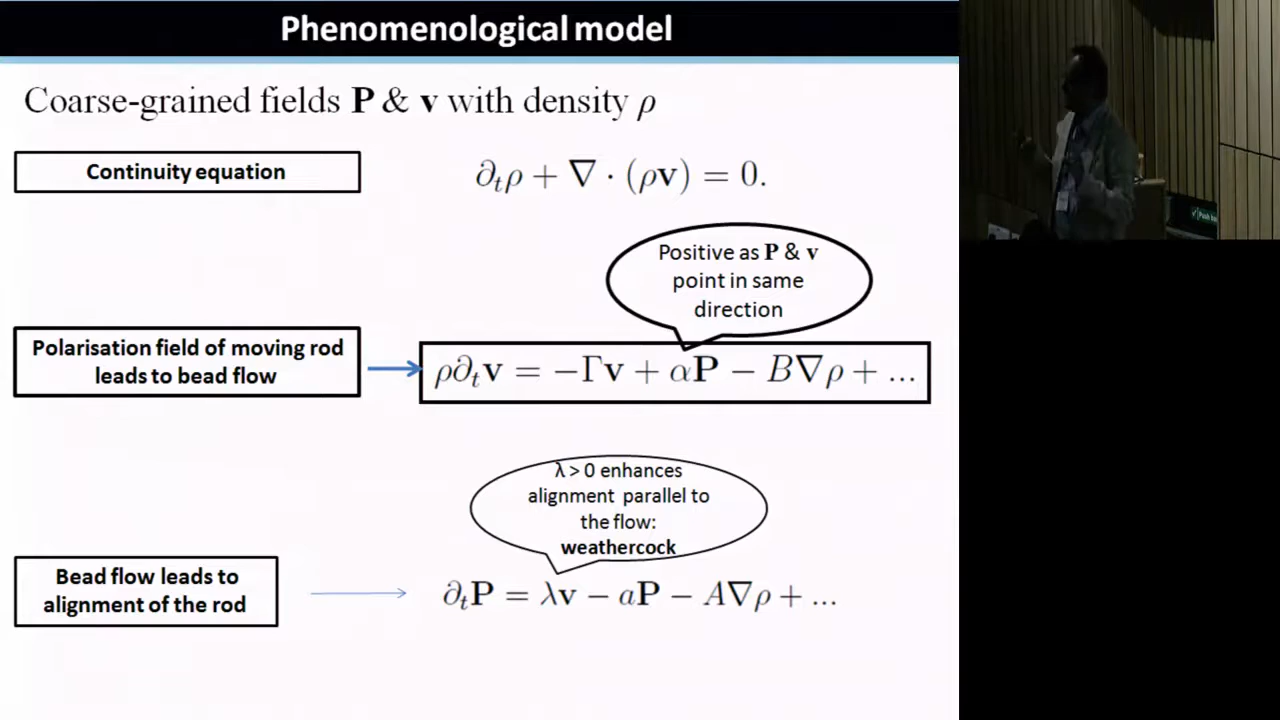 Phenomenological model
Coarse-grained fields P & v with density ρ
Continuity equation
∂ₜρ + ∇ · (ρv) = 0.
Positive as P & v
point in same
direction
Polarisation field of moving rod
leads to bead flow
ρ∂ₜv = −Γv + αP − B∇ρ + ...
λ > 0 enhances
alignment parallel to
the flow:
weathercock
Bead flow leads to
alignment of the rod
∂ₜP = λv − aP − A∇ρ + ...